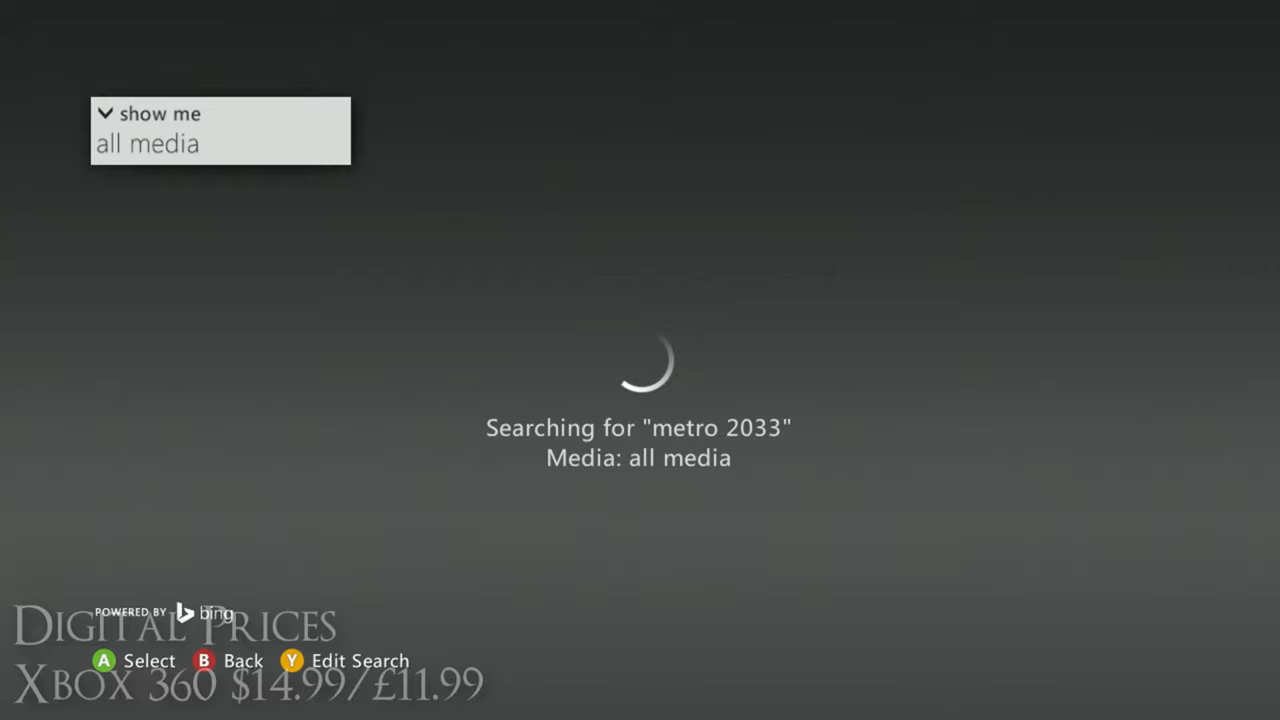 show me
all media
Searching for "metro 2033"
Media: all media
POWERED BY bing
Digital Prices
A Select B Back Y Edit Search
Xbox 360 $14.99/£11.99